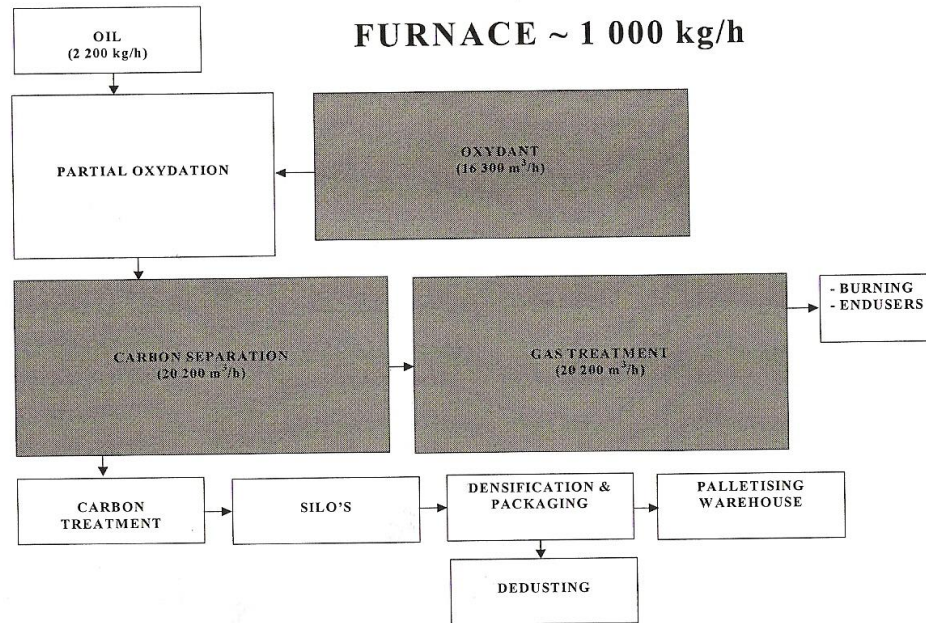 FURNACE ~ 1 000 kg/h
OIL
(2 200 kg/h)
PARTIAL OXYDATION
OXYDANT
(16 300 m³/h)
CARBON SEPARATION
(20 200 m³/h)
GAS TREATMENT
(20 200 m³/h)
- BURNING
- ENDUSERS
CARBON
TREATMENT
SILO'S
DENSIFICATION &
PACKAGING
PALLETISING
WAREHOUSE
DEDUSTING